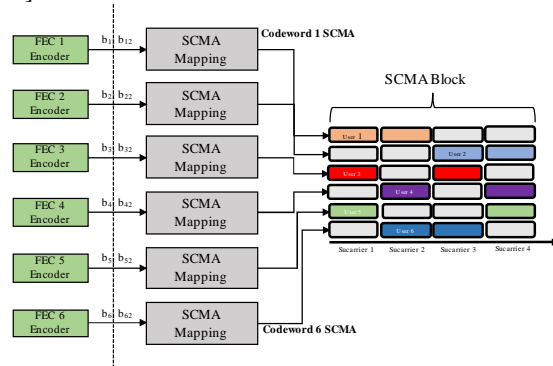 ]
FEC 1
Encoder
b11 b12
SCMA
Mapping
Codeword 1 SCMA
FEC 2
Encoder
b2 b22
SCMA
Mapping
SCMA Block
FEC 3
Encoder
b3 b32
SCMA
Mapping
FEC 4
Encoder
b4 b42
SCMA
Mapping
FEC 5
Encoder
b5 b52
SCMA
Mapping
FEC 6
Encoder
b6 b62
SCMA
Mapping
Codeword 6 SCMA
User 1
User 2
User 3
User 4
User 5
User 6
Sucarrier 1 Sucarrier 2 Sucarrier 3 Sucarrier 4